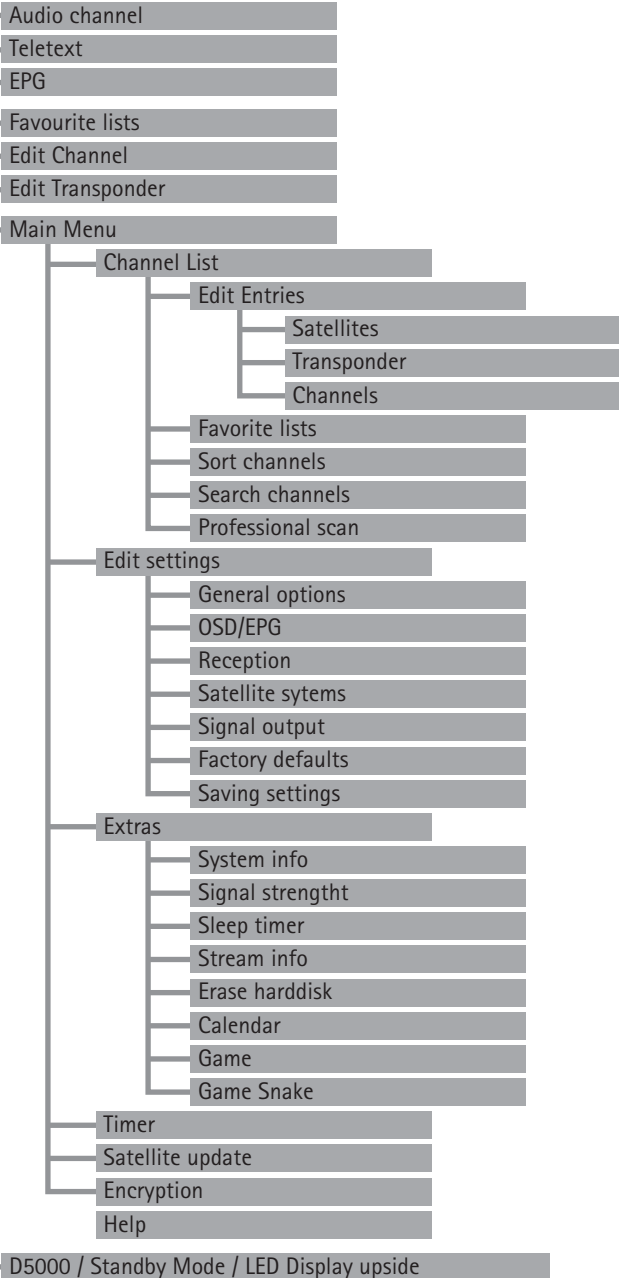 Audio channel
Teletext
EPG
Favourite lists
Edit Channel
Edit Transponder
Main Menu
Channel List
Edit Entries
Satellites
Transponder
Channels
Favorite lists
Sort channels
Search channels
Professional scan
Edit settings
General options
OSD/EPG
Reception
Satellite sytems
Signal output
Factory defaults
Saving settings
Extras
System info
Signal strengtht
Sleep timer
Stream info
Erase harddisk
Calendar
Game
Game Snake
Timer
Satellite update
Encryption
Help
D5000 / Standby Mode / LED Display upside